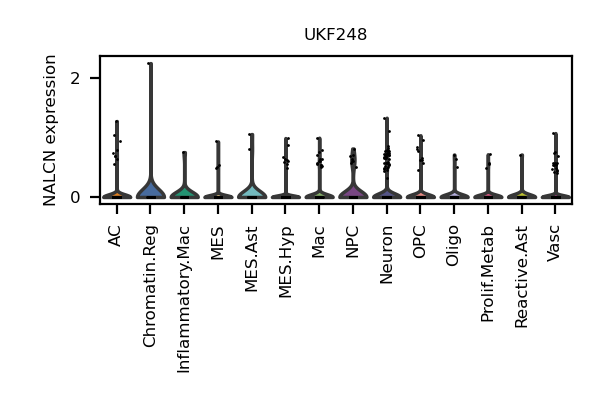 UKF248
NALCN expression
2
0
AC
Chromatin.Reg
Inflammatory.Mac
MES
MES.Ast
MES.Hyp
Mac
NPC
Neuron
OPC
Oligo
Prolif.Metab
Reactive.Ast
Vasc